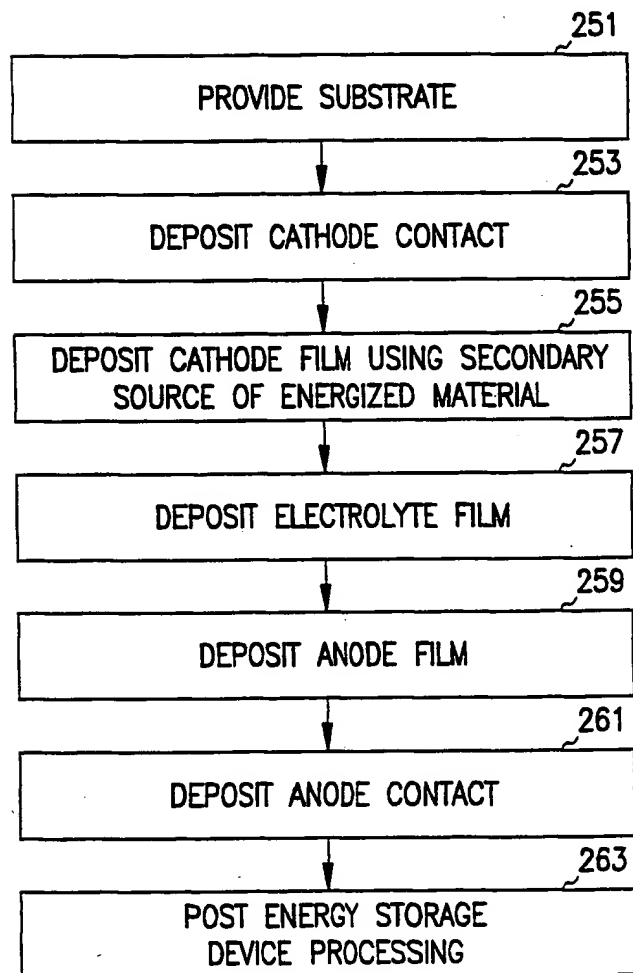 251
PROVIDE SUBSTRATE
253
DEPOSIT CATHODE CONTACT
255
DEPOSIT CATHODE FILM USING SECONDARY
SOURCE OF ENERGIZED MATERIAL
257
DEPOSIT ELECTROLYTE FILM
259
DEPOSIT ANODE FILM
261
DEPOSIT ANODE CONTACT
263
POST ENERGY STORAGE
DEVICE PROCESSING